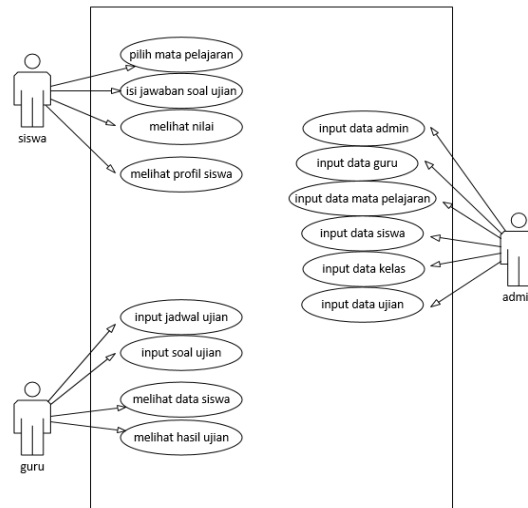 pilih mata pelajaran
isi jawaban soal ujian
melihat nilai
siswa
melihat profil siswa
input data admin
input data guru
input data mata pelajaran
input data siswa
input data kelas
input data ujian
admi
input jadwal ujian
input soal ujian
melihat data siswa
melihat hasil ujian
guru